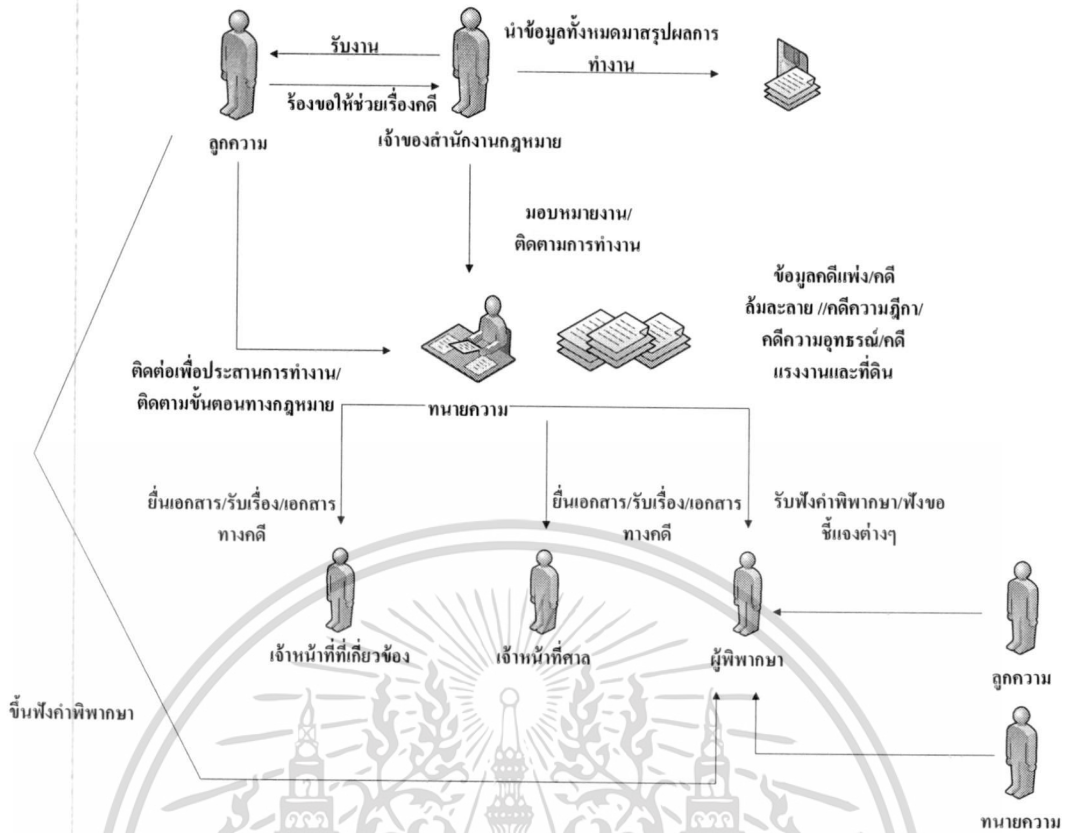 รับงาน
นำข้อมูลทั้งหมดมาสรุปผลการ
ทำงาน
ร้องขอให้ช่วยเรื่องคดี
ลูกความ
เจ้าของสำนักงานกฎหมาย
มอบหมายงาน/
ติดตามการทำงาน
ข้อมูลคดีแพ่ง/คดี
ล้มละลาย //คดีความฎีกา/
คดีความอุทธรณ์/คดี
แรงงานและที่ดิน
ติดต่อเพื่อประสานการทำงาน/
ติดตามขั้นตอนทางกฎหมาย
ทนายความ
ยื่นเอกสาร/รับเรื่อง/เอกสาร
ทางคดี
ยื่นเอกสาร/รับเรื่อง/เอกสาร
ทางคดี
รับฟังคำพิพากษา/ฟังขอ
ชี้แจงต่างๆ
เจ้าหน้าที่ที่เกี่ยวข้อง
เจ้าหน้าที่ศาล
ผู้พิพากษา
ลูกความ
ขึ้นฟังคำพิพากษา
ทนายความ